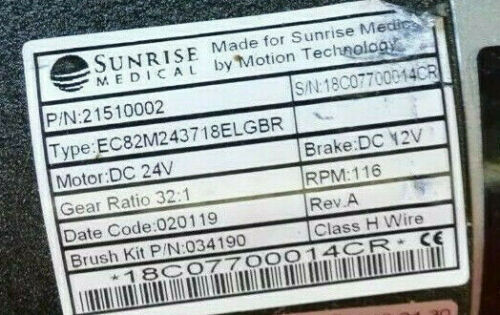 SUNRISE
MEDICAL
Made for Sunrise Medical
by Motion Technology
P/N:21510002
S/N:18C07700014CR
Type:EC82M243718ELGBR
Motor:DC 24V
Brake:DC 12V
Gear Ratio 32:1
RPM:116
Date Code:020119
Rev.A
Brush Kit P/N:034190
Class H Wire
*18C07700014CR* CE